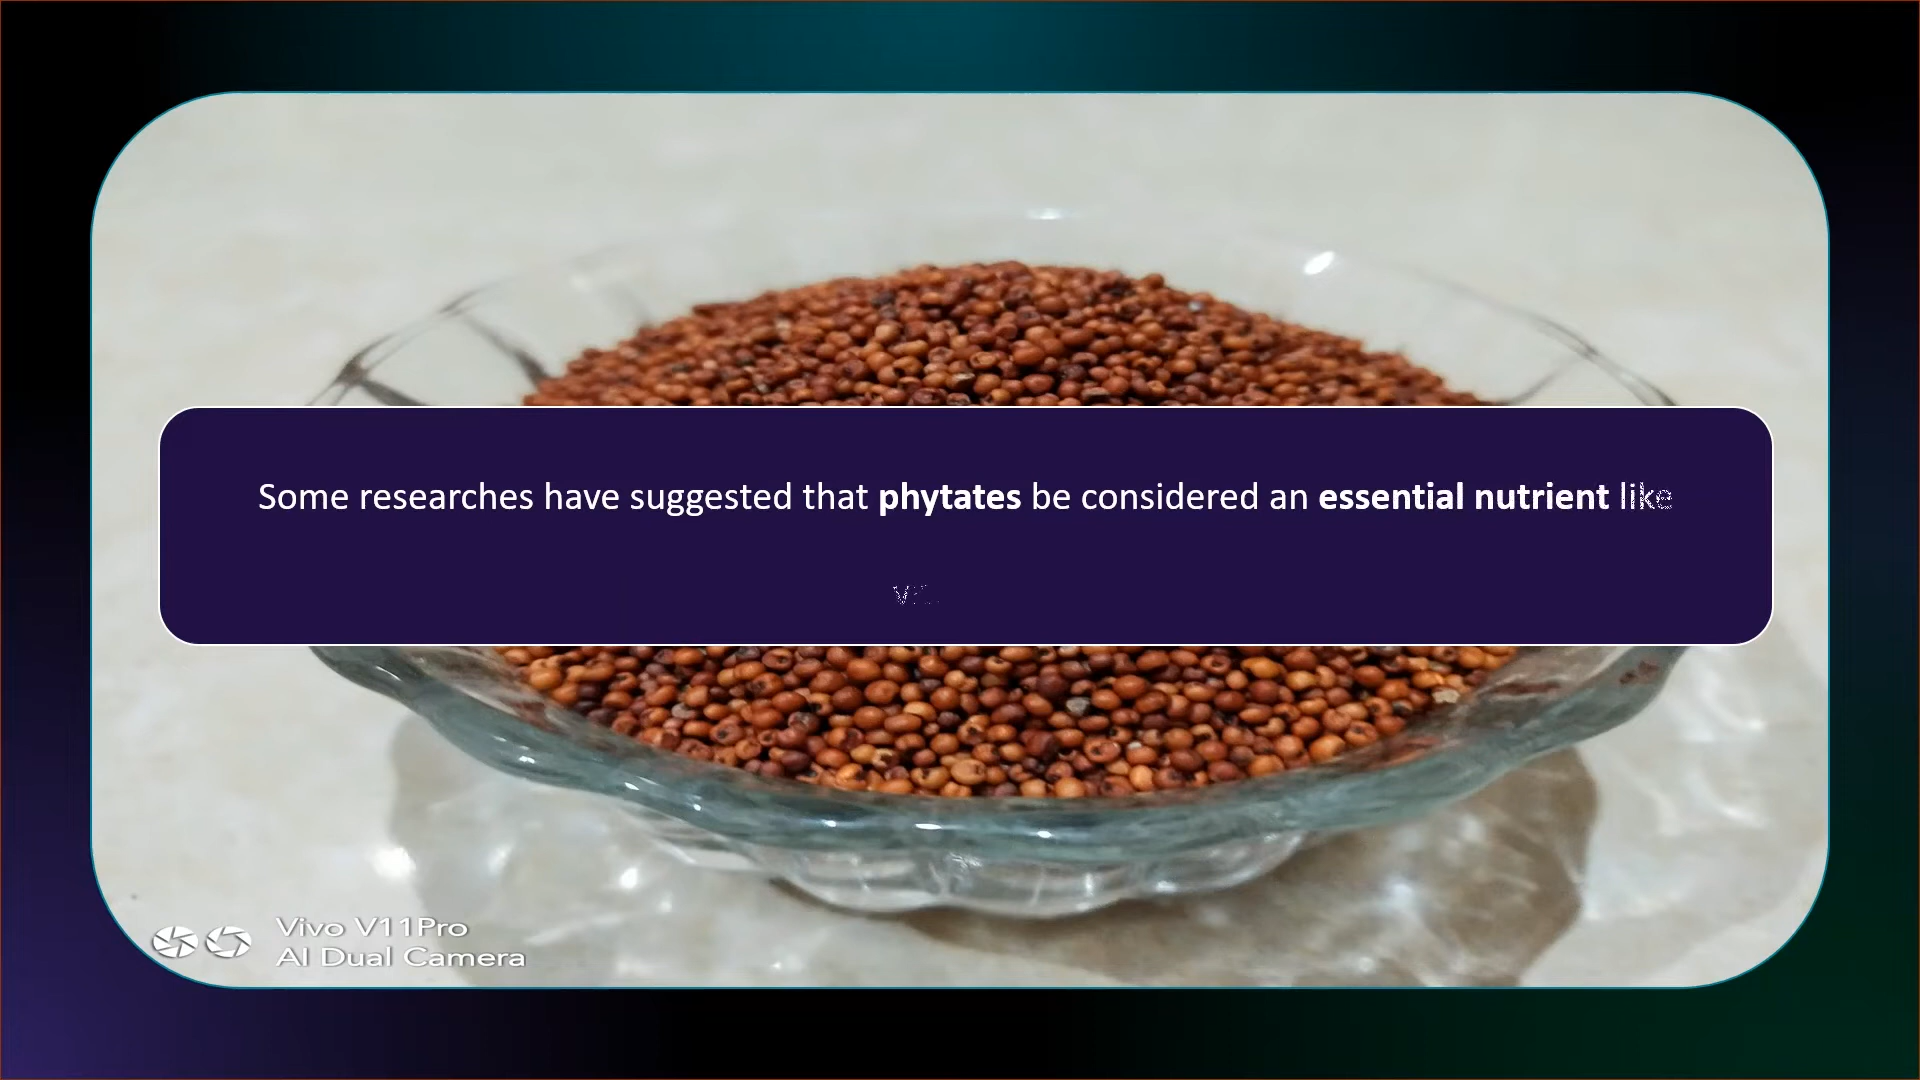 Some researches have suggested that phytates be considered an essential nutrient like
Vivo V11Pro
AI Dual Camera